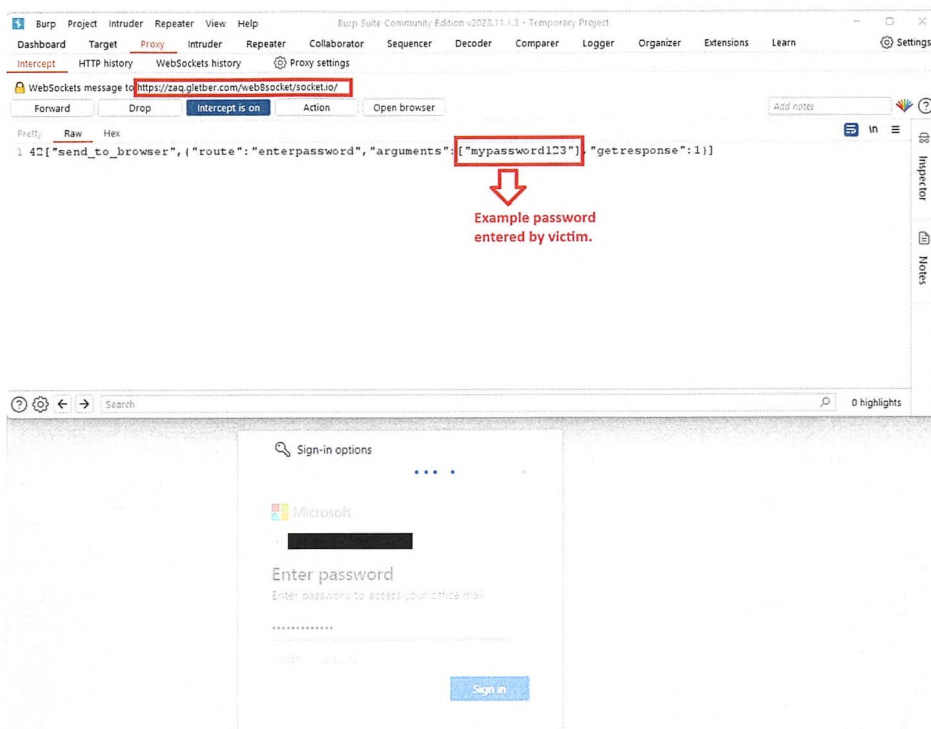 Burp Project Intruder Repeater View Help Burp Suite Community Edition v2023.11.1.3 - Temporary Project
Dashboard Target Proxy Intruder Repeater Collaborator Sequencer Decoder Comparer Logger Organizer Extensions Learn Settings
Intercept HTTP history WebSockets history Proxy settings
WebSockets message to https://zaq.gletber.com/web8socket/socket.io/
Forward Drop Intercept is on Action Open browser Add notes
Pretty Raw Hex \n
1 42["send_to_browser",{"route":"enterpassword","arguments":["mypassword123"],"getresponse":1}]
Example password
entered by victim.
Inspector
Notes
Search 0 highlights
Sign-in options
Microsoft
Enter password
Enter password to access your office mail
Sign in